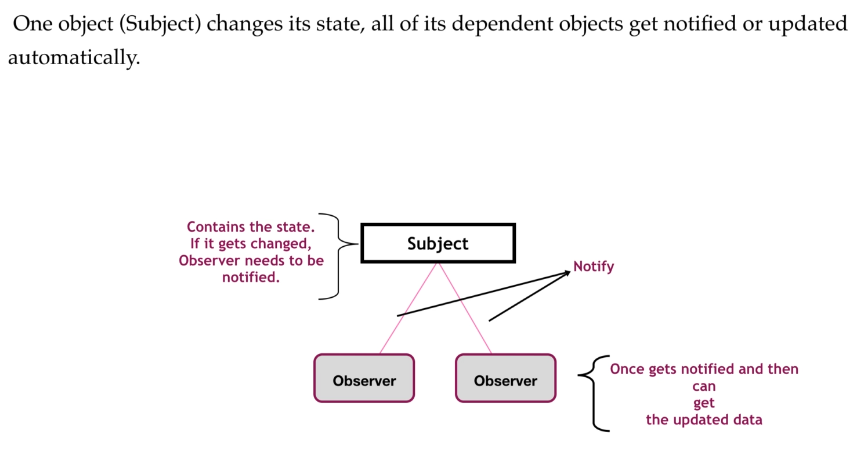 One object (Subject) changes its state, all of its dependent objects get notified or updated
automatically.
Contains the state.
If it gets changed,
Observer needs to be
notified.
Subject
Notify
Observer
Observer
Once gets notified and then
can
get
the updated data